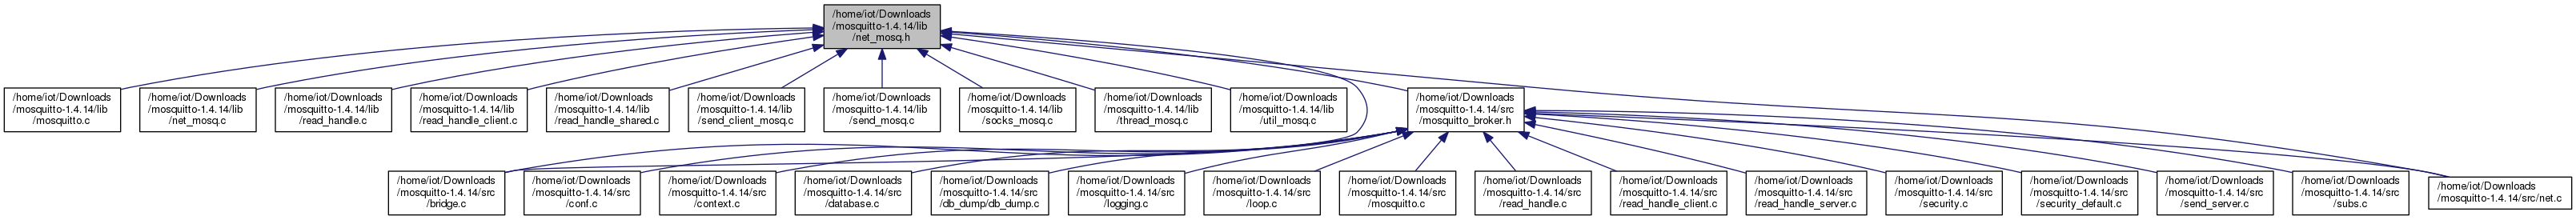 /home/iot/Downloads
/mosquitto-1.4.14/lib
/net_mosq.h
/home/iot/Downloads
/mosquitto-1.4.14/lib
/mosquitto.c
/home/iot/Downloads
/mosquitto-1.4.14/lib
/net_mosq.c
/home/iot/Downloads
/mosquitto-1.4.14/lib
/read_handle.c
/home/iot/Downloads
/mosquitto-1.4.14/lib
/read_handle_client.c
/home/iot/Downloads
/mosquitto-1.4.14/lib
/read_handle_shared.c
/home/iot/Downloads
/mosquitto-1.4.14/lib
/send_client_mosq.c
/home/iot/Downloads
/mosquitto-1.4.14/lib
/send_mosq.c
/home/iot/Downloads
/mosquitto-1.4.14/lib
/socks_mosq.c
/home/iot/Downloads
/mosquitto-1.4.14/lib
/thread_mosq.c
/home/iot/Downloads
/mosquitto-1.4.14/lib
/util_mosq.c
/home/iot/Downloads
/mosquitto-1.4.14/src
/mosquitto_broker.h
/home/iot/Downloads
/mosquitto-1.4.14/src
/bridge.c
/home/iot/Downloads
/mosquitto-1.4.14/src
/conf.c
/home/iot/Downloads
/mosquitto-1.4.14/src
/context.c
/home/iot/Downloads
/mosquitto-1.4.14/src
/database.c
/home/iot/Downloads
/mosquitto-1.4.14/src
/db_dump/db_dump.c
/home/iot/Downloads
/mosquitto-1.4.14/src
/logging.c
/home/iot/Downloads
/mosquitto-1.4.14/src
/loop.c
/home/iot/Downloads
/mosquitto-1.4.14/src
/mosquitto.c
/home/iot/Downloads
/mosquitto-1.4.14/src
/read_handle.c
/home/iot/Downloads
/mosquitto-1.4.14/src
/read_handle_client.c
/home/iot/Downloads
/mosquitto-1.4.14/src
/read_handle_server.c
/home/iot/Downloads
/mosquitto-1.4.14/src
/security.c
/home/iot/Downloads
/mosquitto-1.4.14/src
/security_default.c
/home/iot/Downloads
/mosquitto-1.4.14/src
/send_server.c
/home/iot/Downloads
/mosquitto-1.4.14/src
/subs.c
/home/iot/Downloads
/mosquitto-1.4.14/src/net.c